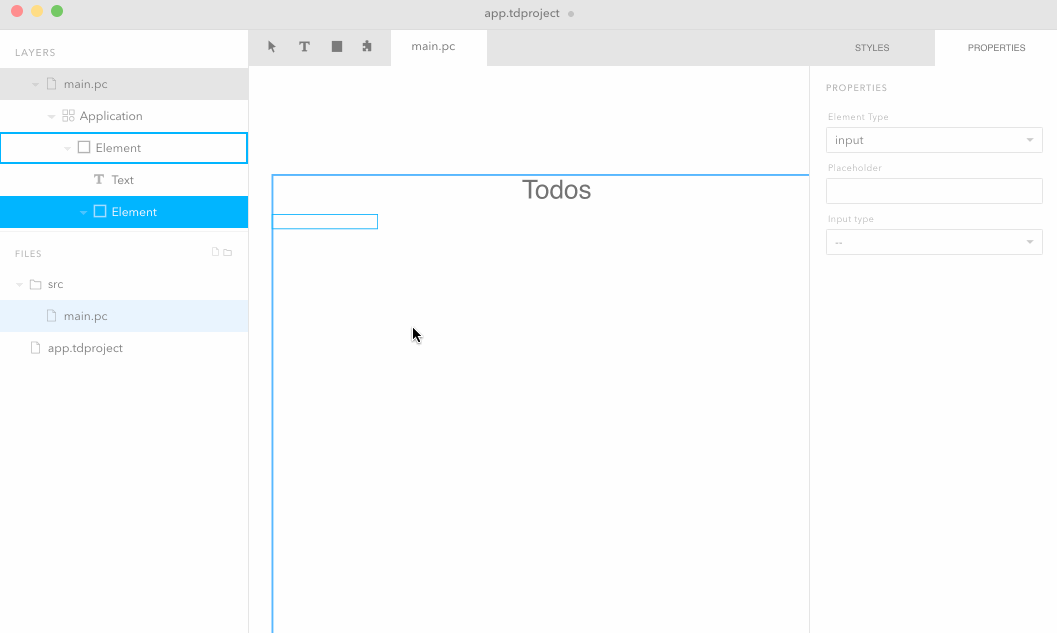 app.tdproject
LAYERS
main.pc
Application
Element
Text
Element
FILES
src
main.pc
app.tdproject
T
main.pc
Todos
STYLES
PROPERTIES
PROPERTIES
Element Type
input
Placeholder
Input type
--